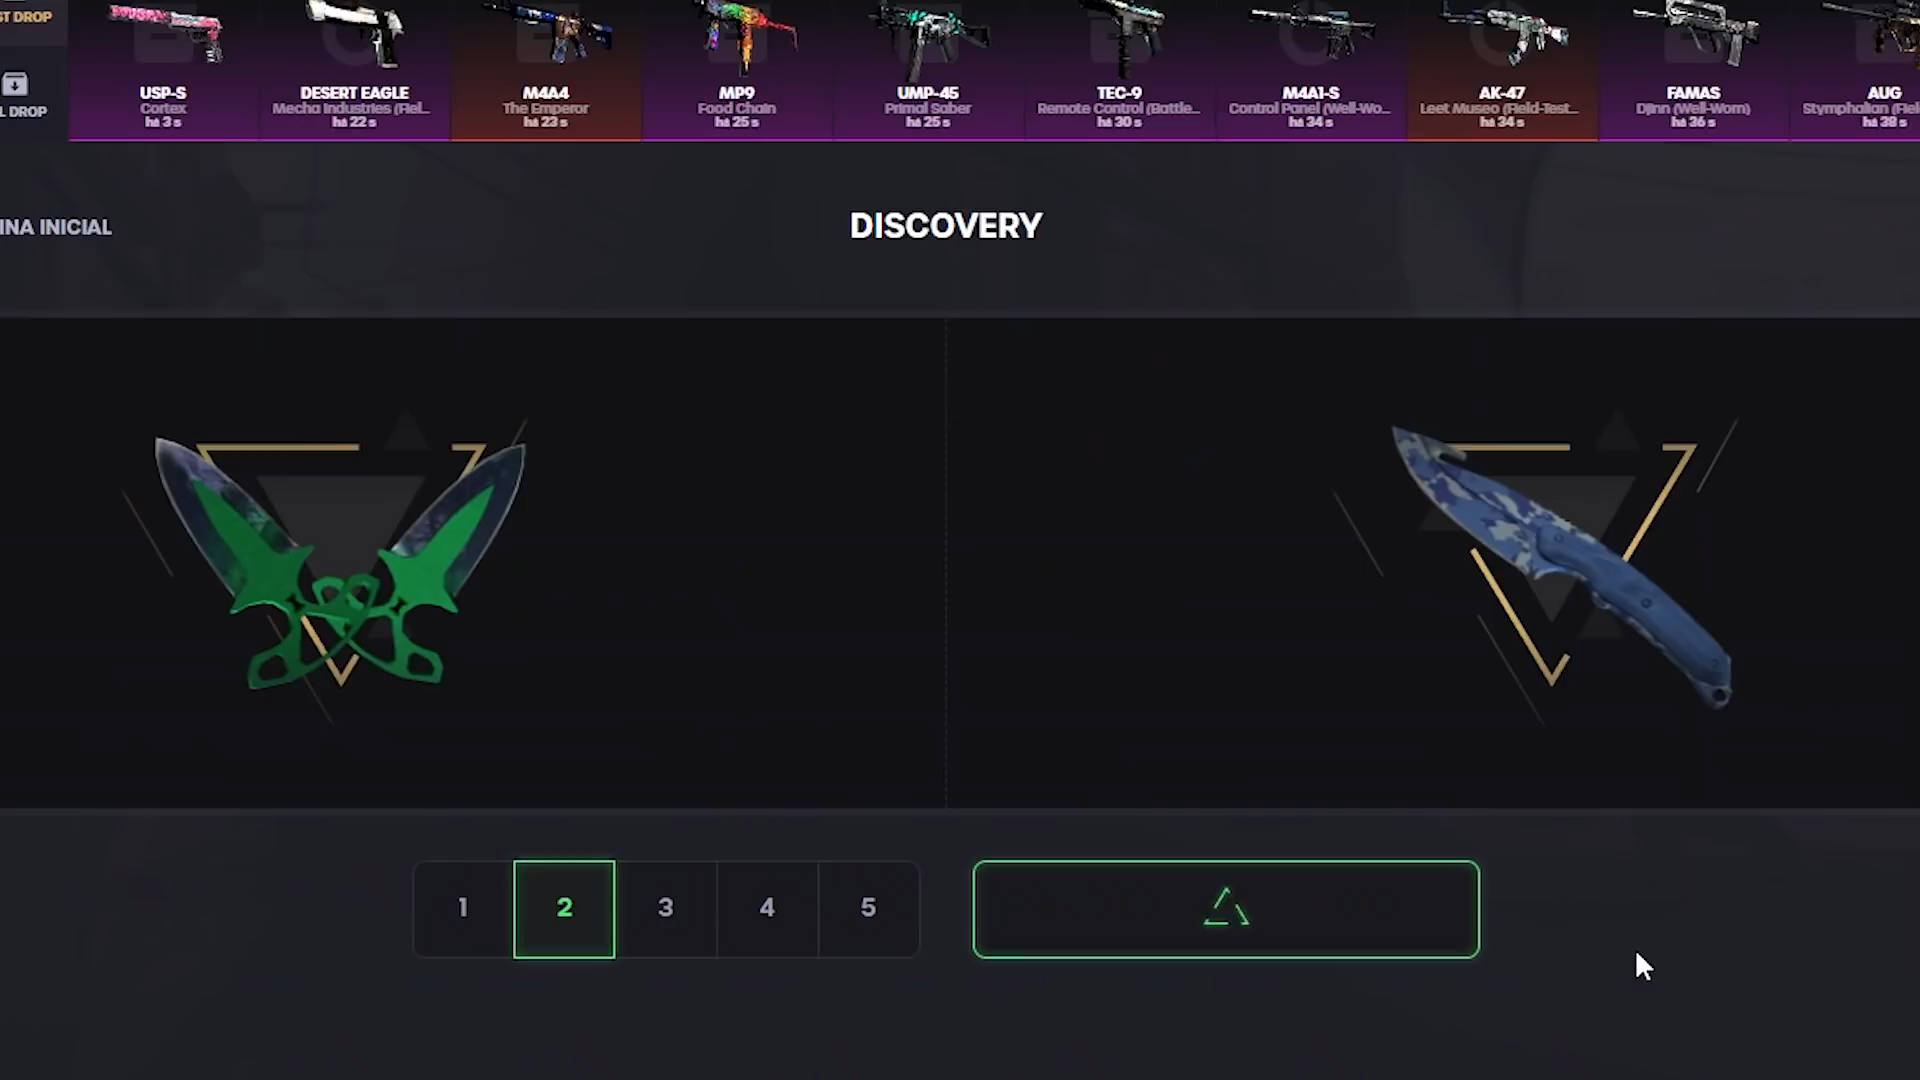 ST DROP
L DROP
USP-S
Cortex
há 3 s
DESERT EAGLE
Mecha Industries (Fiel...
há 22 s
M4A4
The Emperor
há 23 s
MP9
Food Chain
há 25 s
UMP-45
Primal Saber
há 25 s
TEC-9
Remote Control (Battle...
há 30 s
M4A1-S
Control Panel (Well-Wo...
há 34 s
AK-47
Leet Museo (Field-Test...
há 34 s
FAMAS
Djinn (Well-Worn)
há 36 s
AUG
Stymphalian (Fiel
há 38 s
INA INICIAL
DISCOVERY
1 2 3 4 5